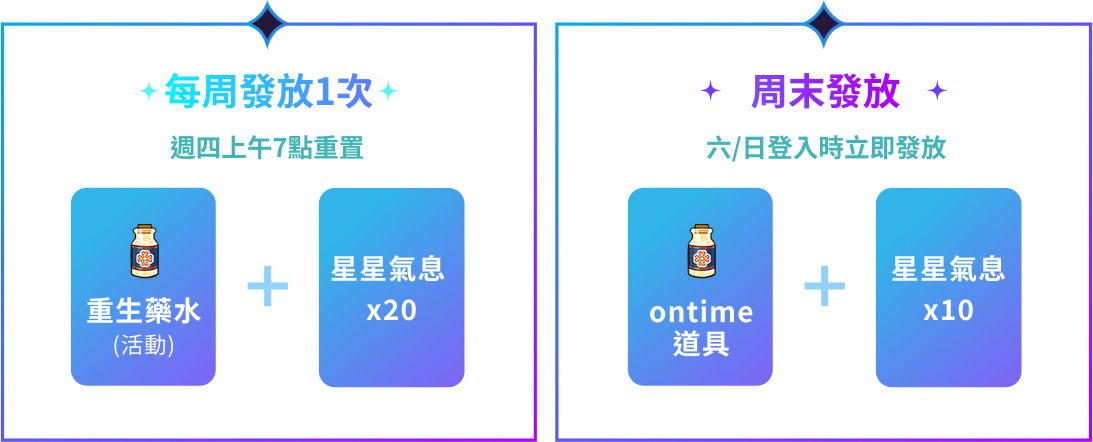 每周發放1次
週四上午7點重置
重生藥水
(活動)
星星氣息
x20
周末發放
六/日登入時立即發放
ontime
道具
星星氣息
x10